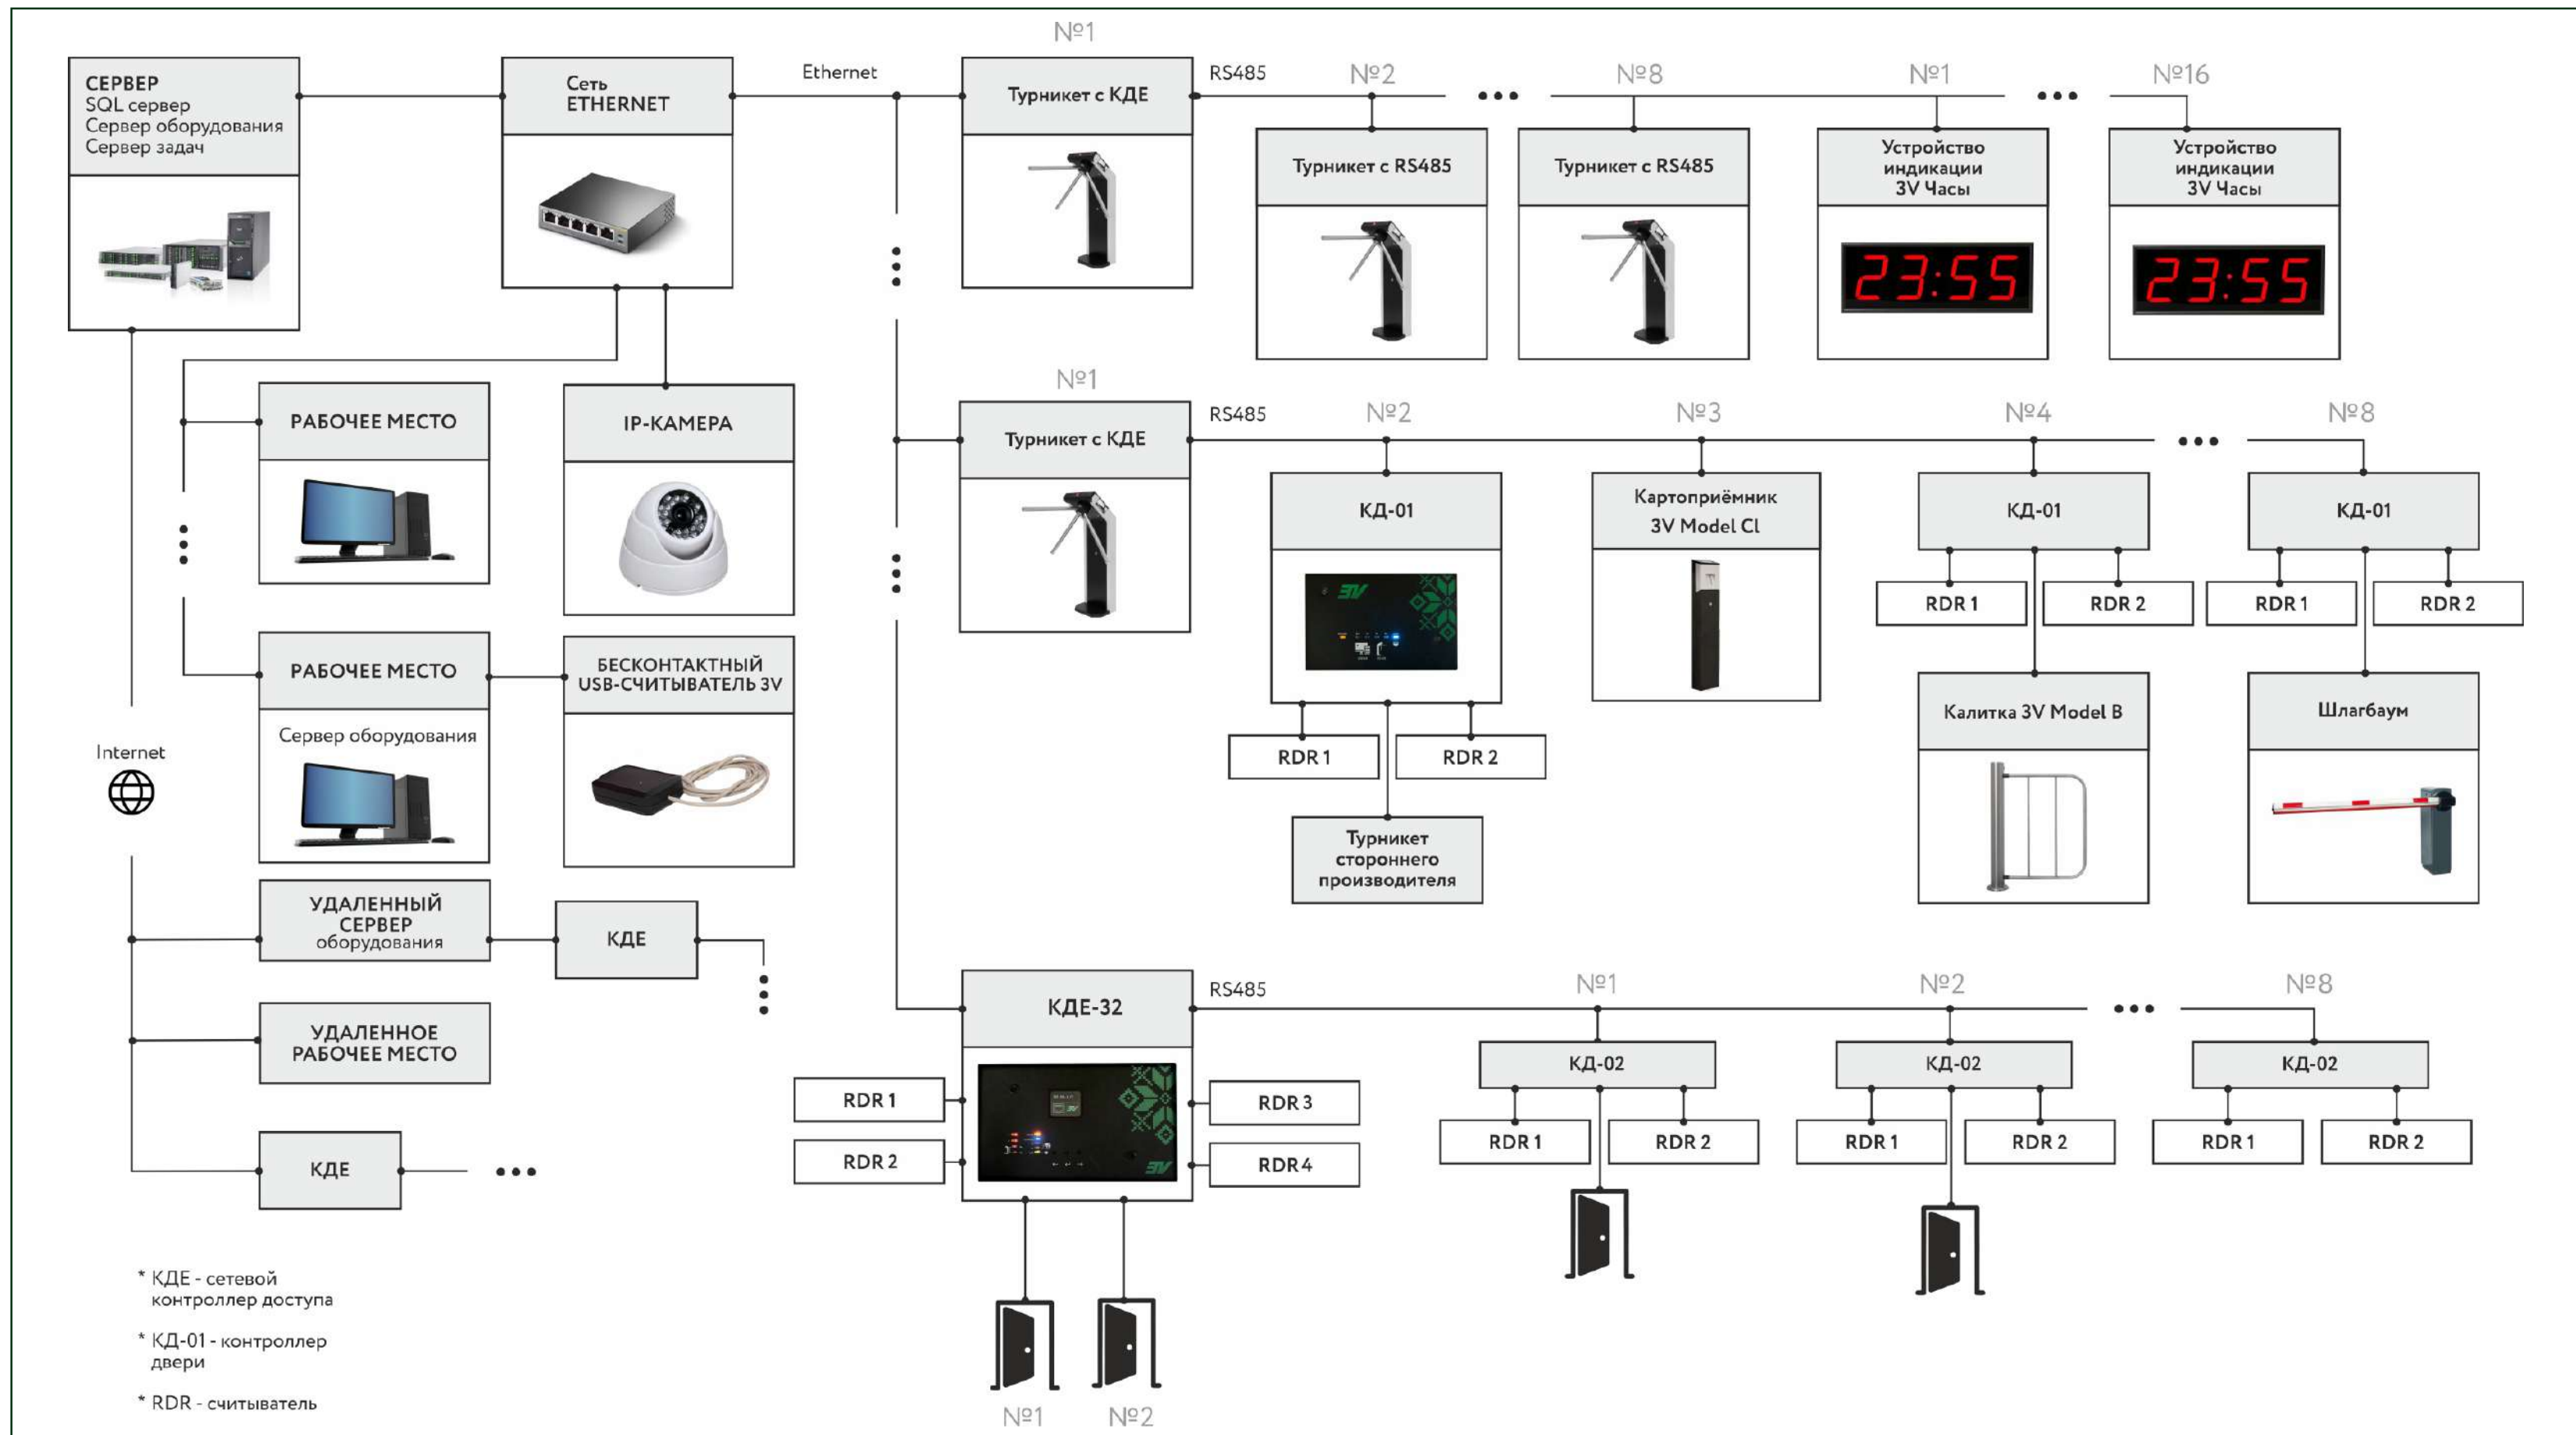 №1
СЕРВЕР
SQL сервер
Сервер оборудования
Сервер задач
Сеть
ETHERNET
Ethernet
Турникет с КДЕ
RS485
№2
№8
№1
№16
Турникет с RS485
Турникет с RS485
Устройство
индикации
3V Часы
Устройство
индикации
3V Часы
23:55
23:55
РАБОЧЕЕ МЕСТО
IP-КАМЕРА
№1
Турникет с КДЕ
RS485
№2
№3
№4
№8
КД-01
Картоприёмник
3V Model Cl
КД-01
КД-01
3V
RDR 1
RDR 2
RDR 1
RDR 2
РАБОЧЕЕ МЕСТО
Сервер оборудования
БЕСКОНТАКТНЫЙ
USB-СЧИТЫВАТЕЛЬ 3V
RDR 1
RDR 2
Калитка 3V Model B
Шлагбаум
Турникет
стороннего
производителя
Internet
УДАЛЕННЫЙ
СЕРВЕР
оборудования
КДЕ
УДАЛЕННОЕ
РАБОЧЕЕ МЕСТО
КДЕ
КДЕ-32
RS485
№1
№2
№8
3V
RDR 1
RDR 2
RDR 3
RDR 4
КД-02
КД-02
КД-02
RDR 1
RDR 2
RDR 1
RDR 2
RDR 1
RDR 2
№1
№2
* КДЕ - сетевой
контроллер доступа
* КД-01 - контроллер
двери
* RDR - считыватель